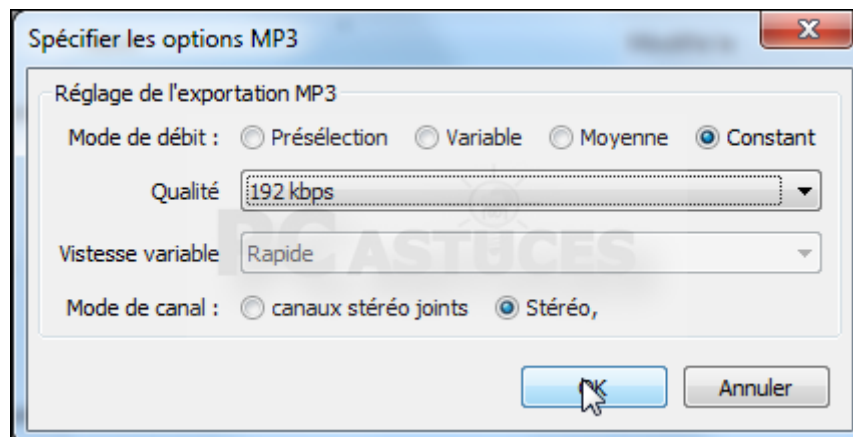 Spécifier les options MP3
Réglage de l'exportation MP3
Mode de débit : Présélection Variable Moyenne Constant
Qualité 192 kbps
Vistesse variable Rapide
PC ASTUCES
Mode de canal : canaux stéréo joints Stéréo,
OK Annuler